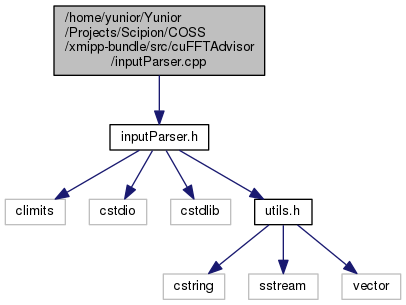 /home/yunior/Yunior
/Projects/Scipion/COSS
/xmipp-bundle/src/cuFFTAdvisor
/inputParser.cpp
inputParser.h
climits
cstdio
cstdlib
utils.h
cstring
sstream
vector